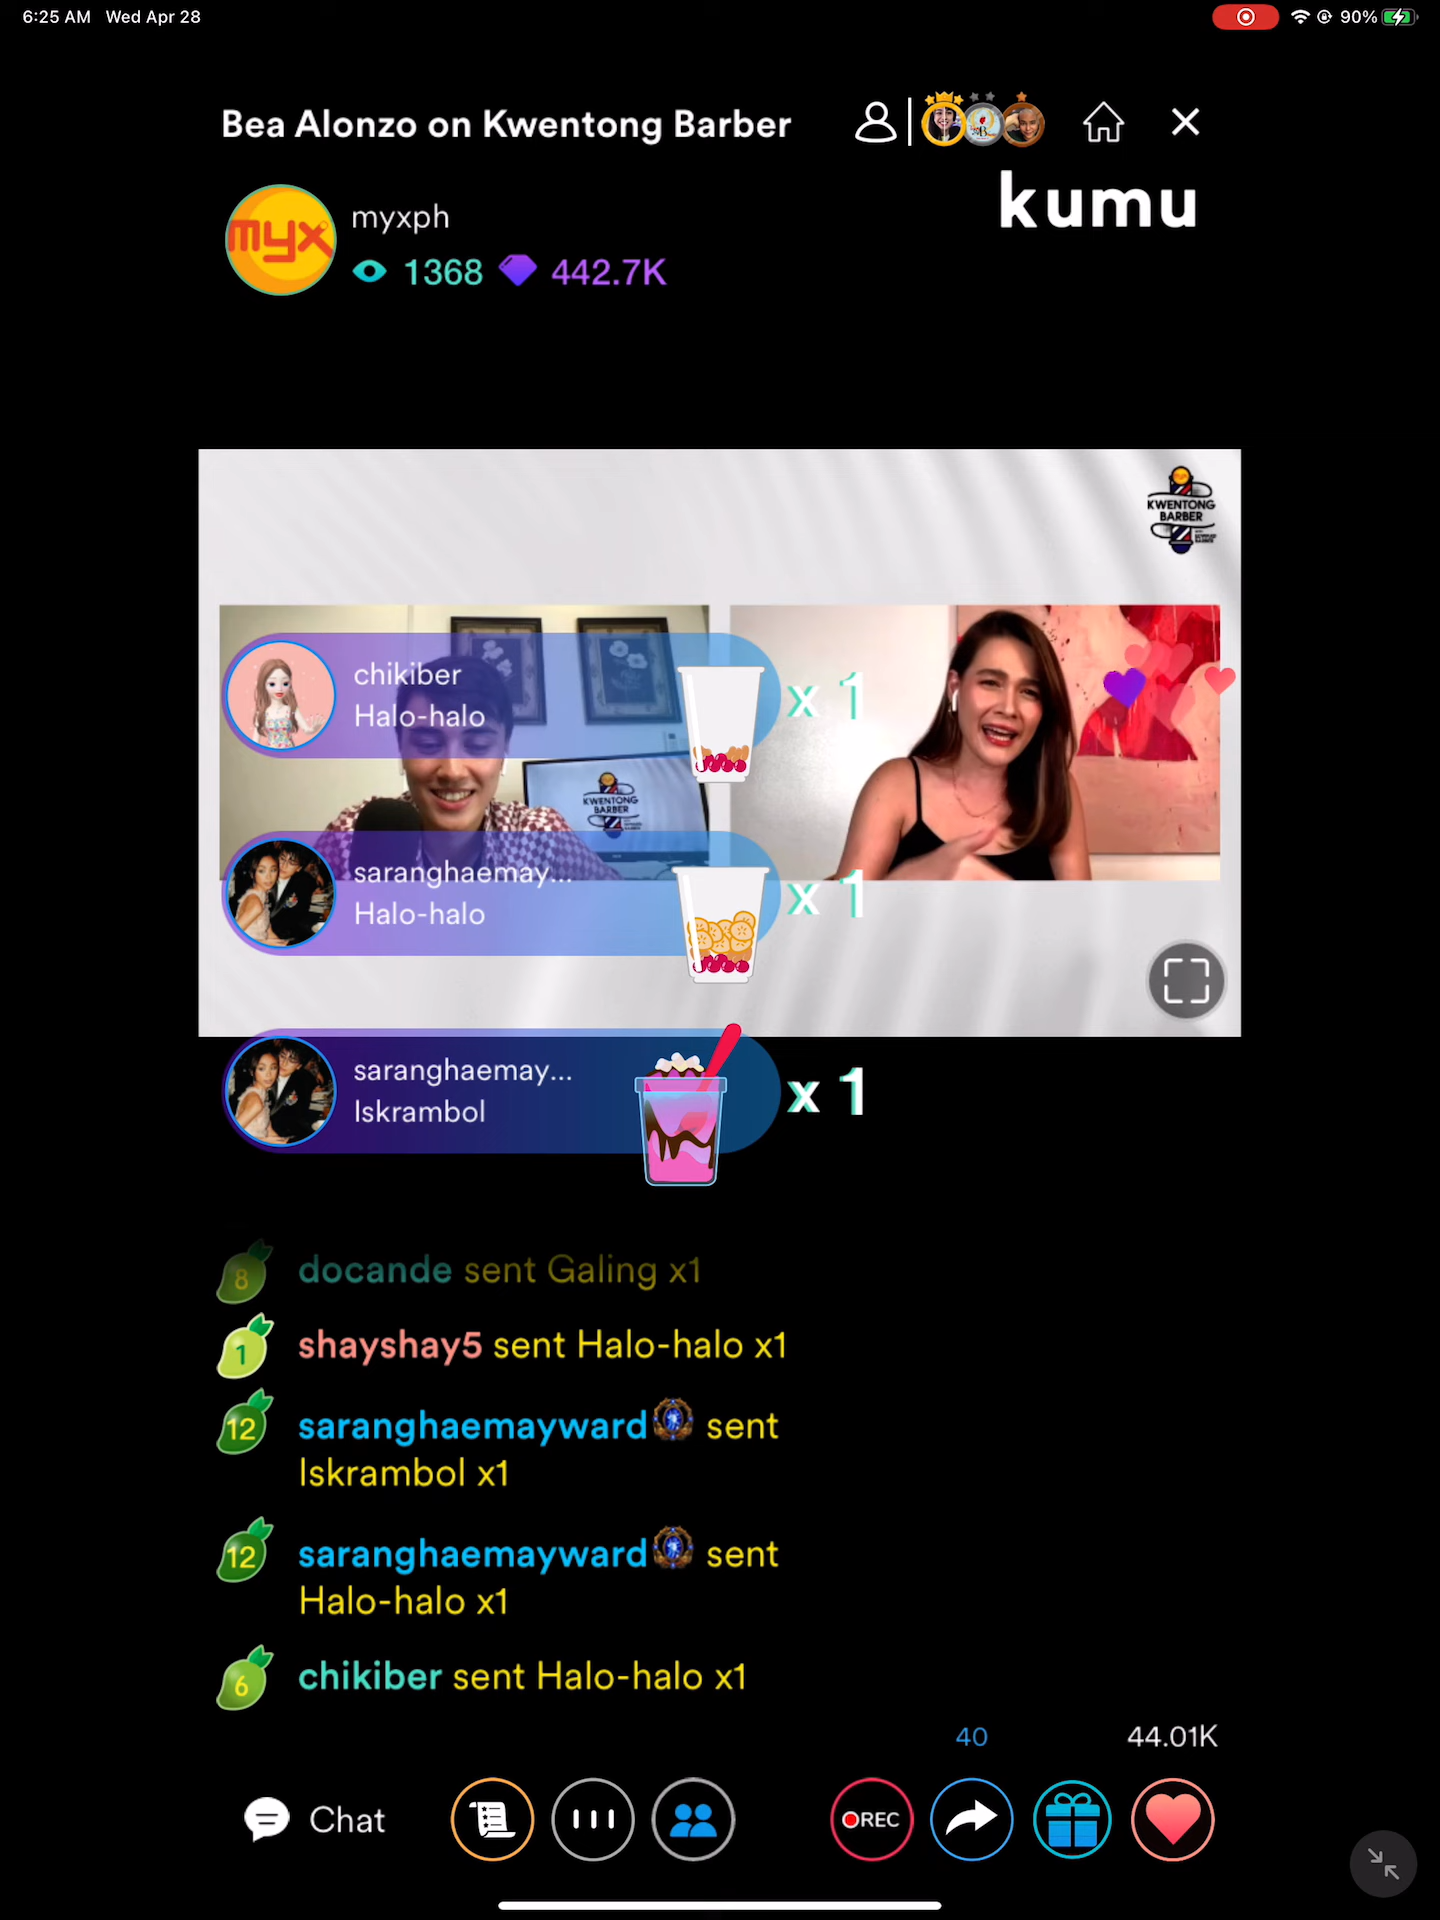 6:25 AM Wed Apr 28
90%
Bea Alonzo on Kwentong Barber
kumu
myx
myxph
1368 442.7K
KWENTONG
BARBER
chikiber
Halo-halo
x 1
KWENTONG
BARBER
saranghaemay...
Halo-halo
x 1
saranghaemay...
Iskrambol
x 1
8 docande sent Galing x1
1 shayshay5 sent Halo-halo x1
12 saranghaemayward sent
Iskrambol x1
12 saranghaemayward sent
Halo-halo x1
6 chikiber sent Halo-halo x1
40 44.01K
Chat
REC